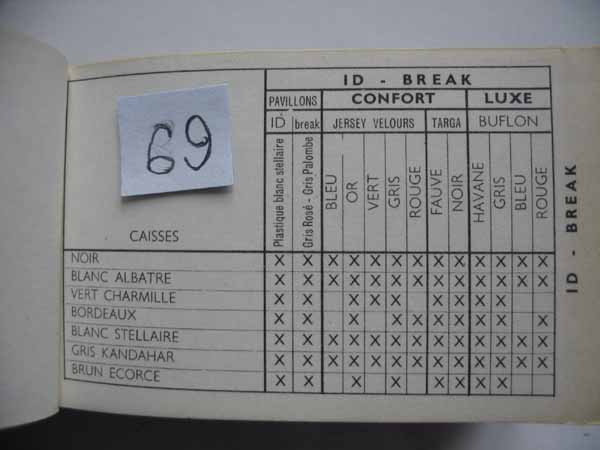 69
ID - BREAK
PAVILLONS CONFORT LUXE
ID break JERSEY VELOURS TARGA BUFLON
Plastique blanc stellaire
Gris Rosé - Gris Palombe
BLEU
OR
VERT
GRIS
ROUGE
FAUVE
NOIR
HAVANE
GRIS
BLEU
ROUGE
CAISSES
NOIR X X X X X X X X X X X X X
BLANC ALBATRE X X X X X X X X X X X X X
VERT CHARMILLE X X X X X X X X X
BORDEAUX X X X X X X X X X X
BLANC STELLAIRE X X X X X X X X X X X X X
GRIS KANDAHAR X X X X X X X X X X X X X
BRUN ECORCE X X X X X X X X
ID - BREAK